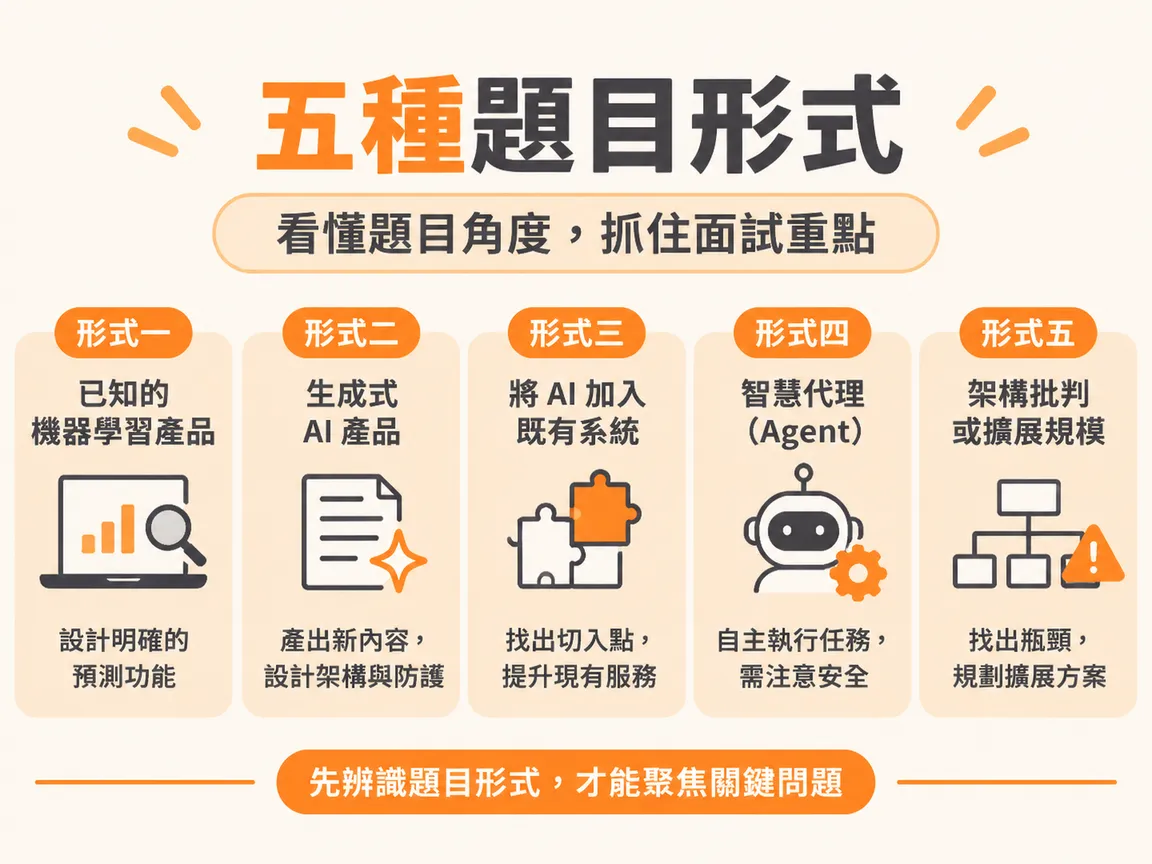 五種題目形式
看懂題目角度，抓住面試重點
形式一
已知的
機器學習產品
設計明確的
預測功能
形式二
生成式
AI 產品
產出新內容，
設計架構與防護
形式三
將 AI 加入
既有系統
找出切入點，
提升現有服務
形式四
智慧代理
（Agent）
自主執行任務，
需注意安全
形式五
架構批判
或擴展規模
找出瓶頸，
規劃擴展方案
先辨識題目形式，才能聚焦關鍵問題